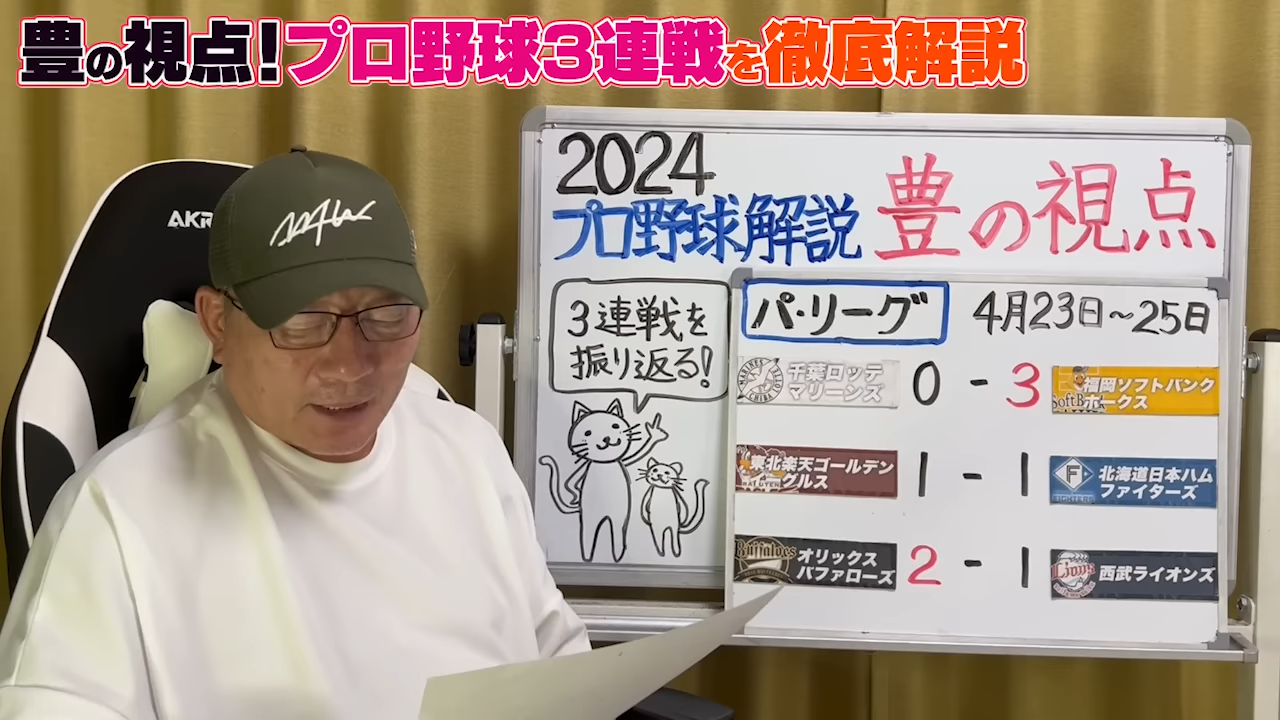 豊の視点!プロ野球3連戦を徹底解説
AKR
2024
プロ野球解説 豊の視点
3連戦を
振り返る!
パ・リーグ 4月23日~25日
千葉ロッテ
マリーンズ
0 - 3
福岡ソフトバンク
ホークス
東北楽天ゴールデン
イーグルス
1 - 1
北海道日本ハム
ファイターズ
FIGHTERS
Buffaloes
オリックス
バファローズ
2 - 1
Lions
西武ライオンズ